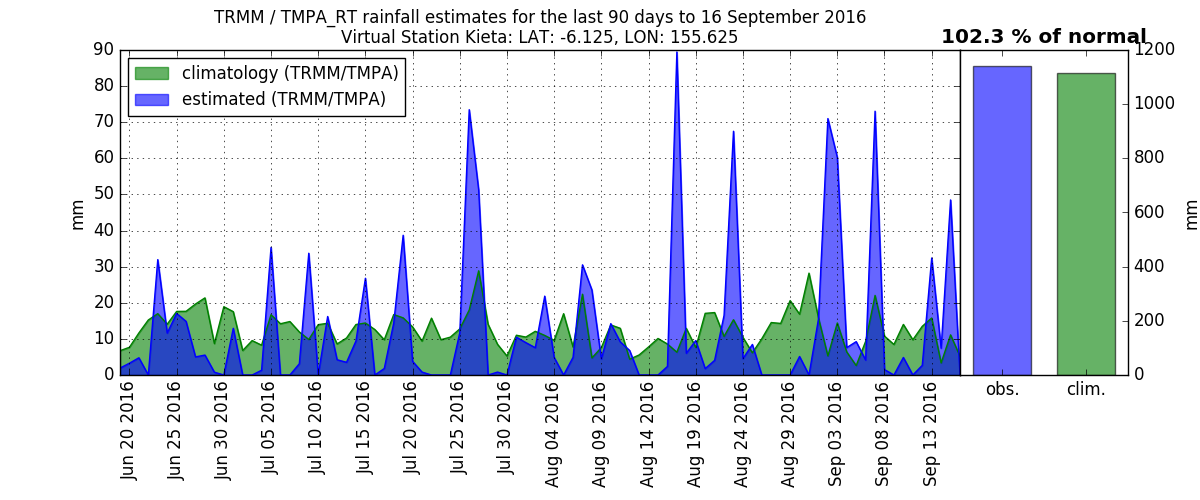 TRMM / TMPA_RT rainfall estimates for the last 90 days to 16 September 2016
Virtual Station Kieta: LAT: -6.125, LON: 155.625
102.3 % of normal
climatology (TRMM/TMPA)
estimated (TRMM/TMPA)
mm
90
80
70
60
50
40
30
20
10
0
Jun 20 2016
Jun 25 2016
Jun 30 2016
Jul 05 2016
Jul 10 2016
Jul 15 2016
Jul 20 2016
Jul 25 2016
Jul 30 2016
Aug 04 2016
Aug 09 2016
Aug 14 2016
Aug 19 2016
Aug 24 2016
Aug 29 2016
Sep 03 2016
Sep 08 2016
Sep 13 2016
obs.
clim.
1200
1000
800
600
400
200
0
mm